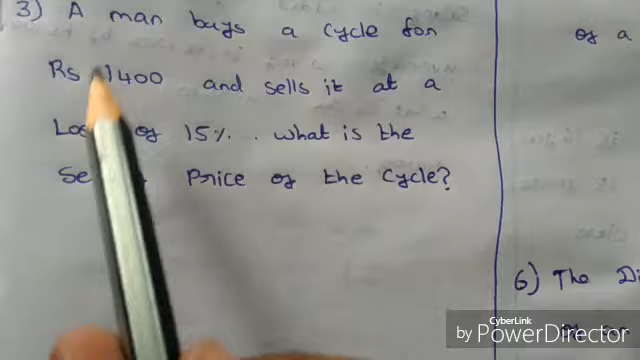 3) A man buys a cycle for
Rs 1400 and sells it at a
of 15%. What is the
Price of the Cycle?
of a
6) The
CyberLink
by PowerDirector